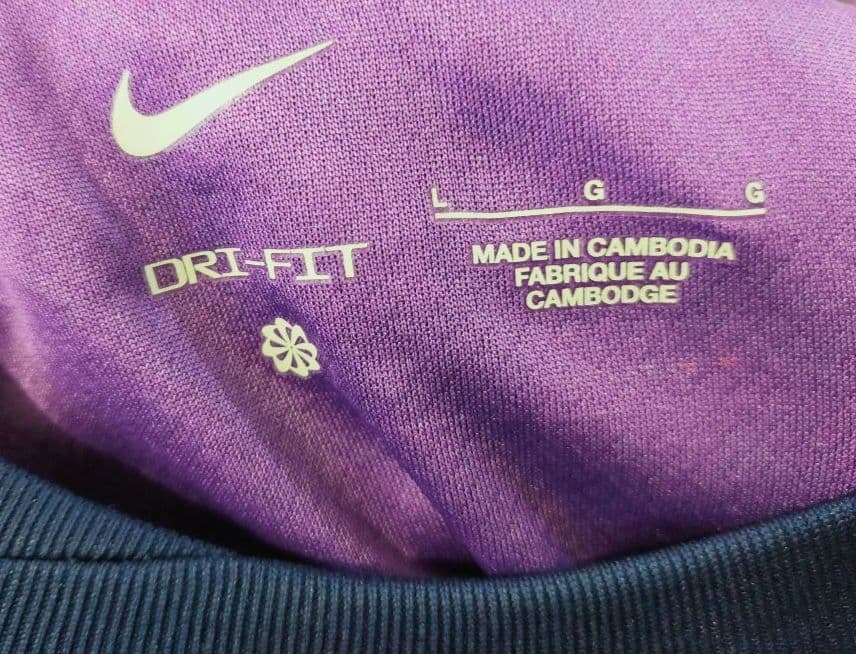 DRI-FIT
L G G
MADE IN CAMBODIA
FABRIQUE AU
CAMBODGE